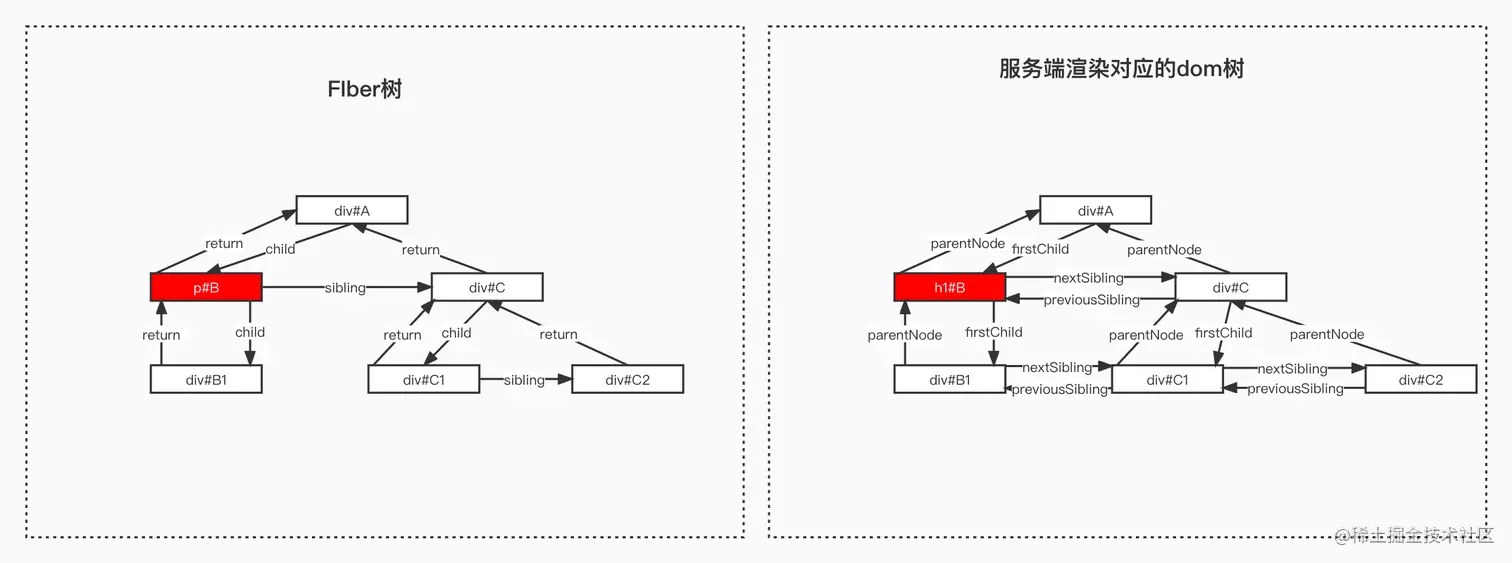 FIber树
服务端渲染对应的dom树
div#A
return
child
return
p#B
sibling
div#C
return
child
return
child
return
div#B1
div#C1
sibling
div#C2
div#A
parentNode
firstChild
parentNode
h1#B
nextSibling
previousSibling
div#C
parentNode
firstChild
parentNode
firstChild
parentNode
div#B1
nextSibling
previousSibling
div#C1
nextSibling
previousSibling
div#C2
@稀土掘金技术社区